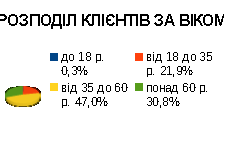 РОЗПОДІЛ КЛІЄНТІВ ЗА ВІКОМ
до 18 р.
0,3%
від 18 до 35
р. 21,9%
від 35 до 60
р. 47,0%
понад 60 р.
30,8%